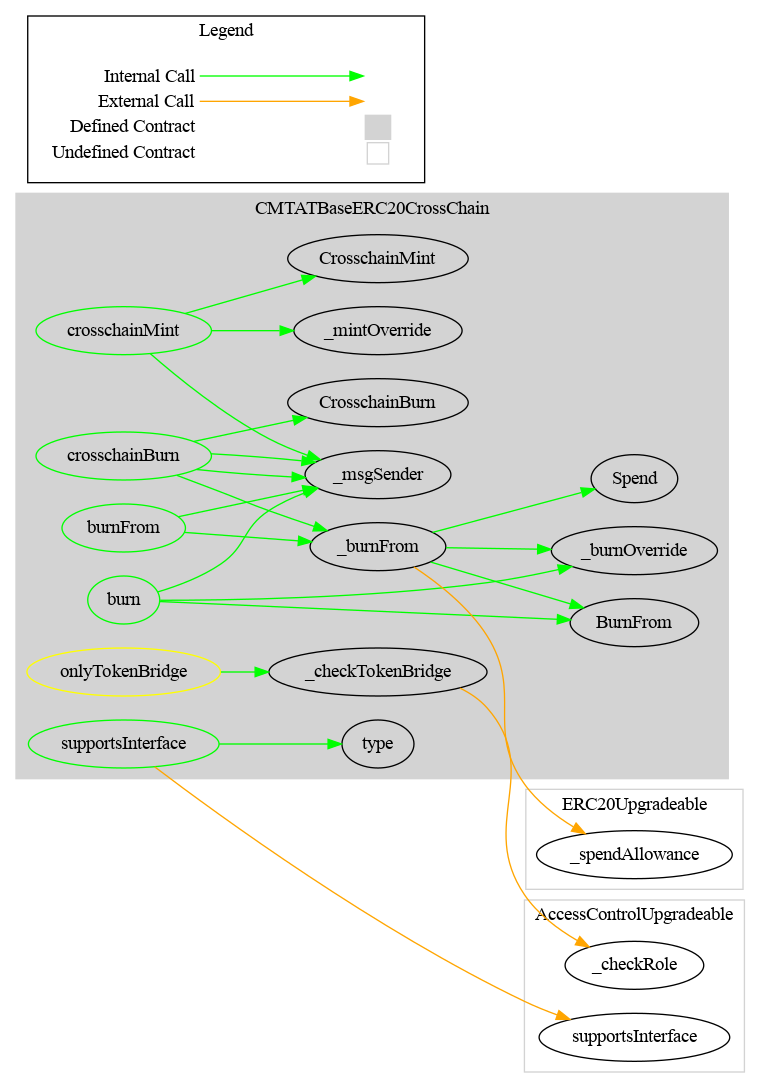 Legend
Internal Call
External Call
Defined Contract
Undefined Contract
CMTATBaseERC20CrossChain
CrosschainMint
crosschainMint
_mintOverride
CrosschainBurn
crosschainBurn
_msgSender
Spend
burnFrom
_burnFrom
_burnOverride
burn
BurnFrom
onlyTokenBridge
_checkTokenBridge
supportsInterface
type
ERC20Upgradeable
_spendAllowance
AccessControlUpgradeable
_checkRole
supportsInterface